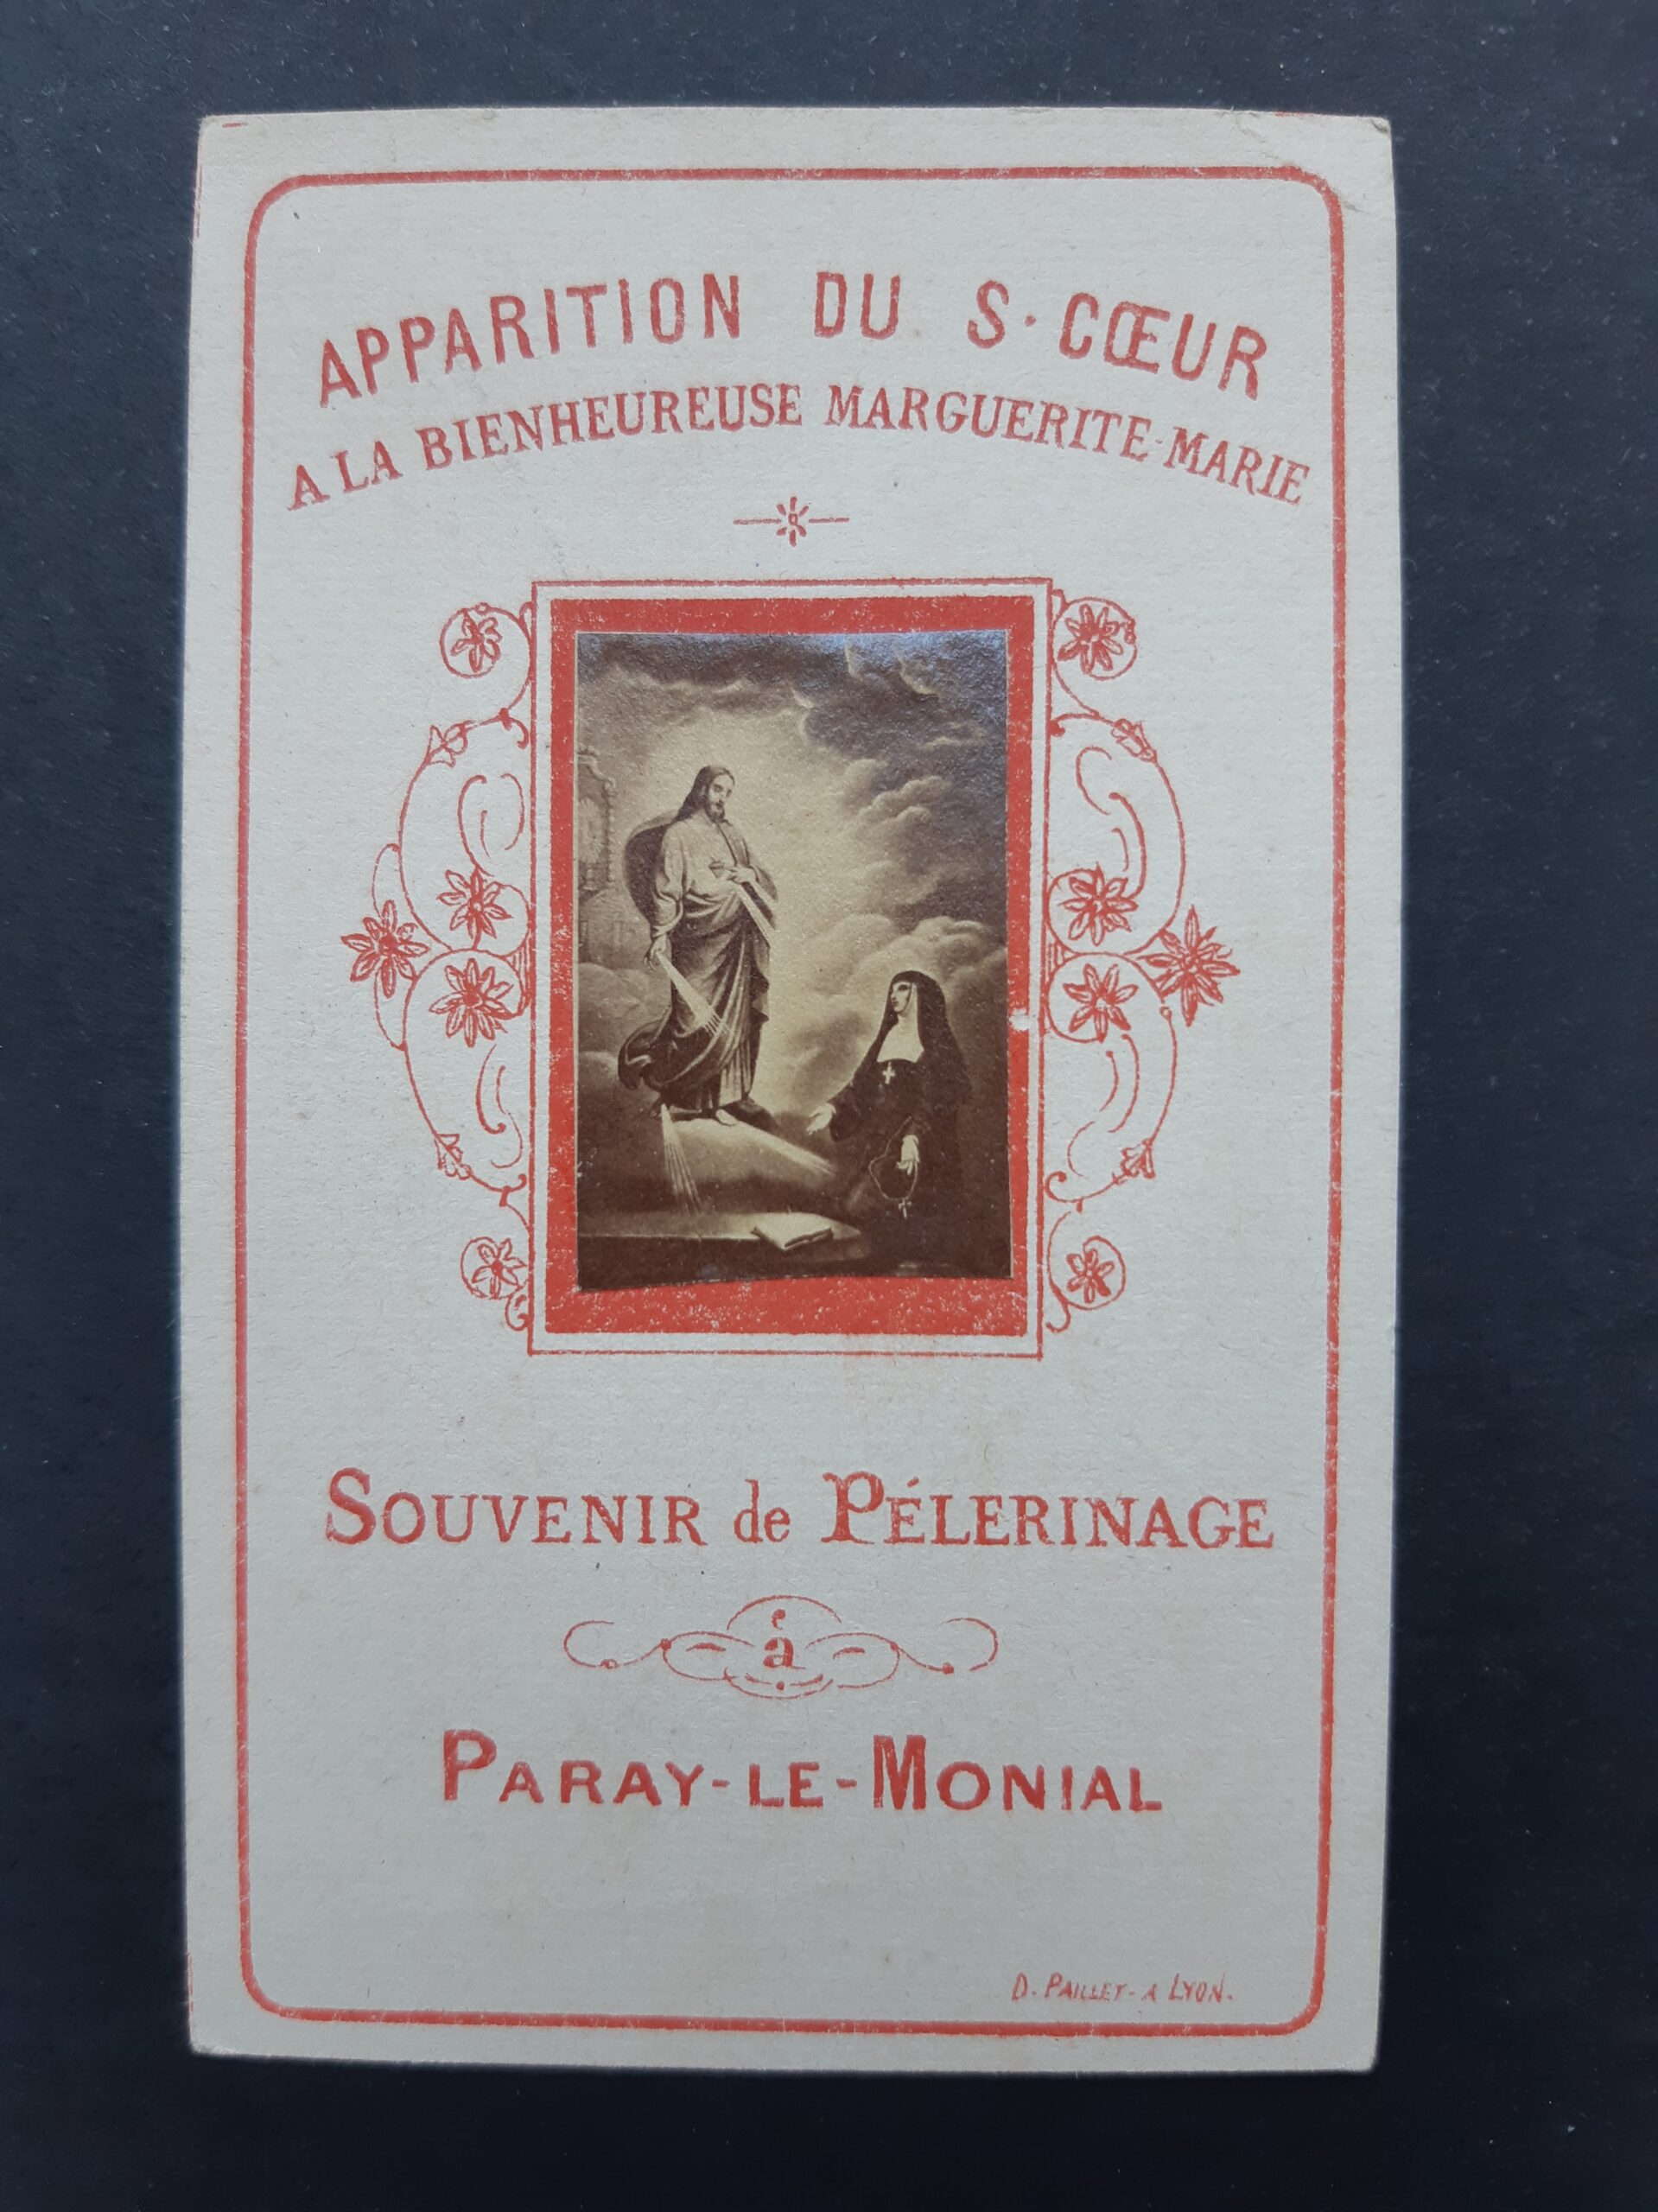 APPARITION DU S. CŒUR
A LA BIENHEUREUSE MARGUERITE-MARIE
SOUVENIR de PÉLERINAGE
à
PARAY-LE-MONIAL
D. PAILLET - A LYON.